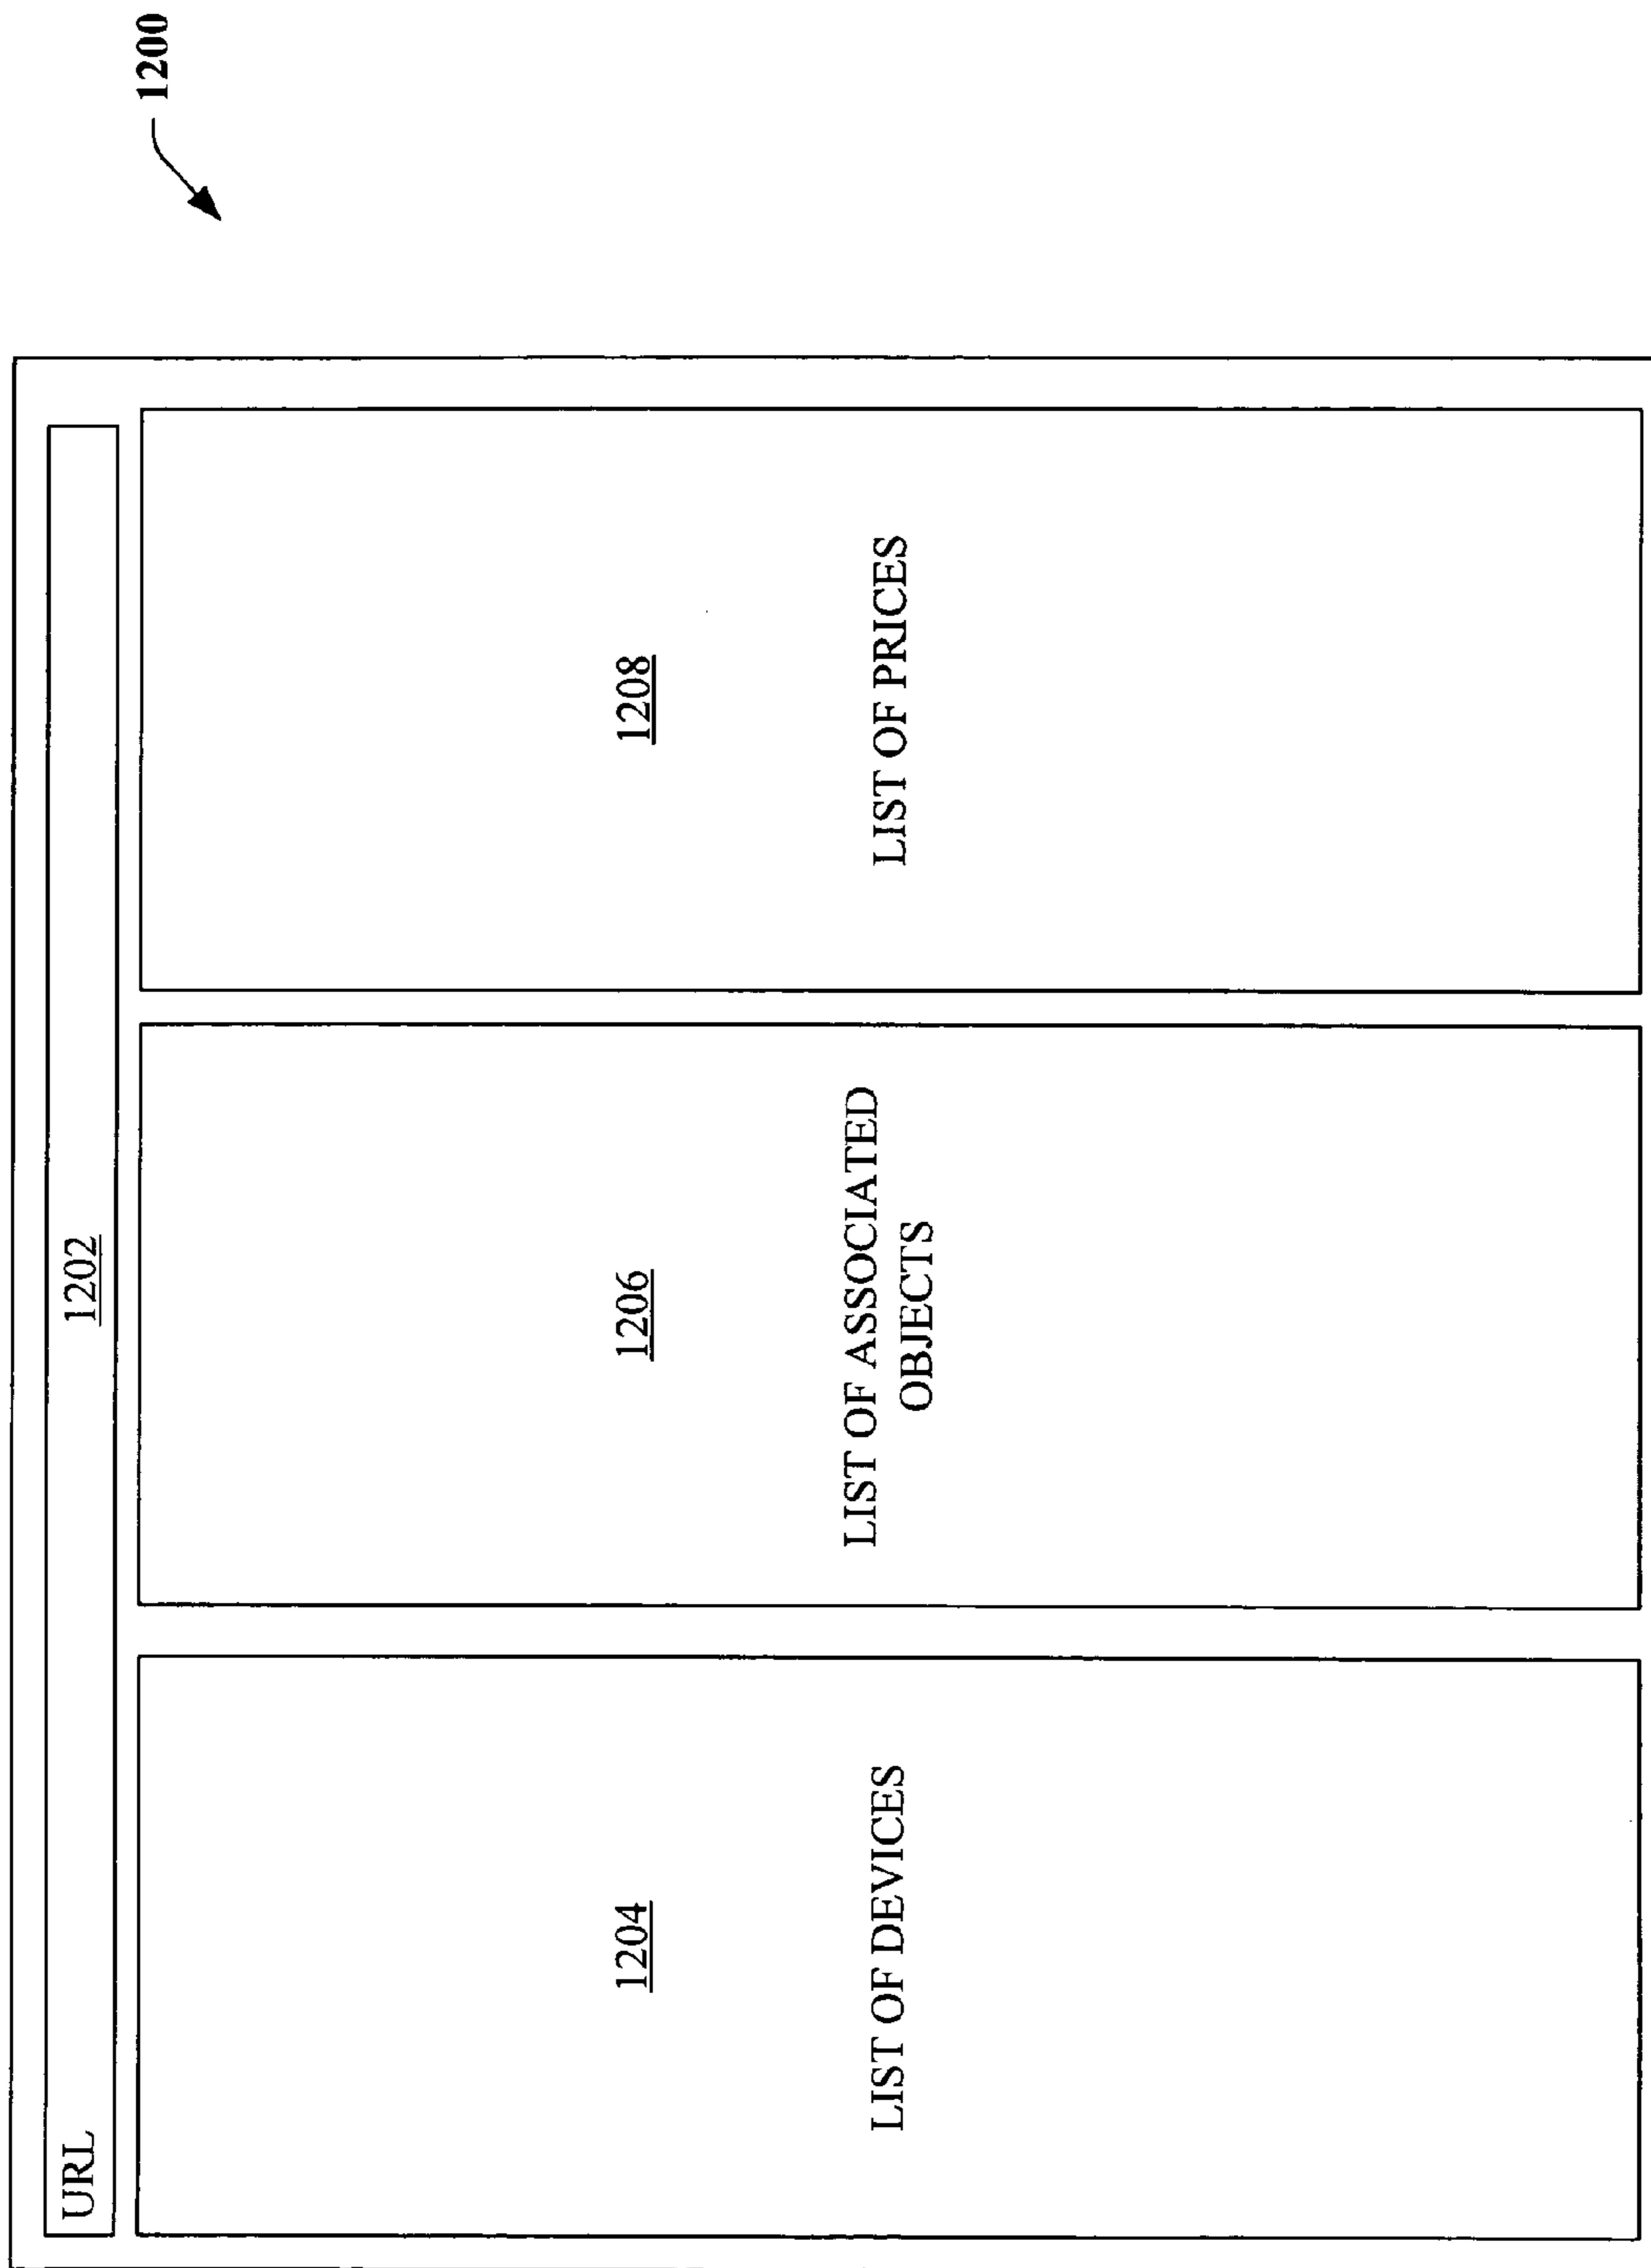 1200
URL
1202
1204
LIST OF DEVICES
1206
LIST OF ASSOCIATED
OBJECTS
1208
LIST OF PRICES